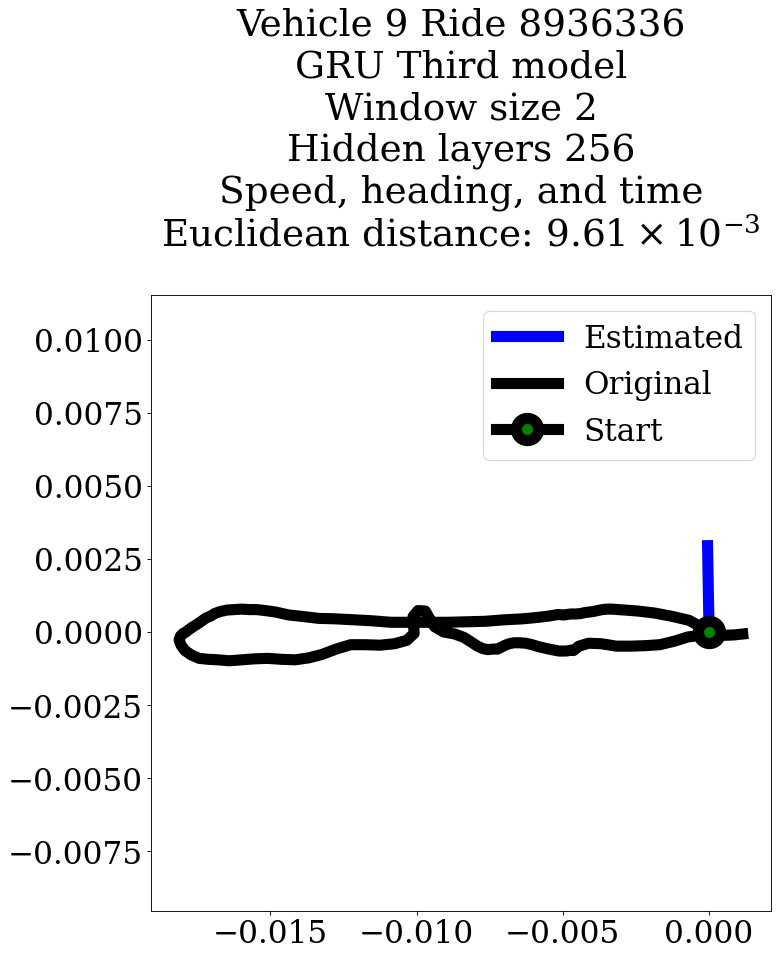 Vehicle 9 Ride 8936336
GRU Third model
Window size 2
Hidden layers 256
Speed, heading, and time
Euclidean distance: 9.61 × 10⁻³
Estimated
Original
Start
0.0100
0.0075
0.0050
0.0025
0.0000
−0.0025
−0.0050
−0.0075
−0.015 −0.010 −0.005 0.000